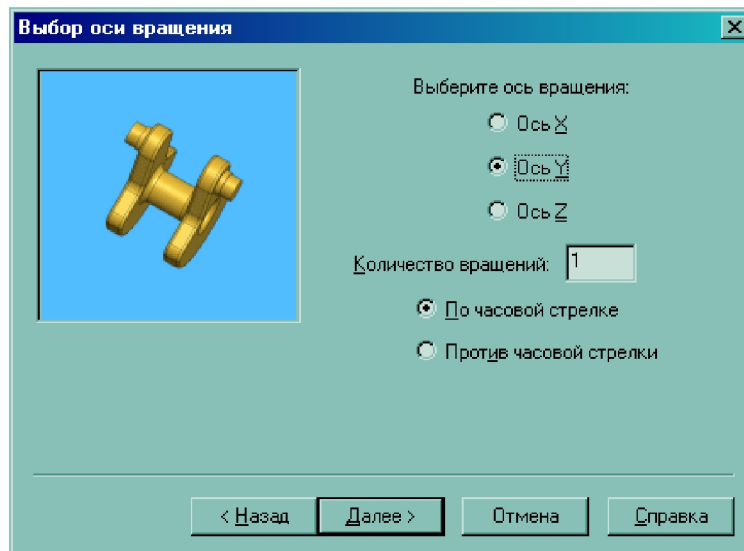 Выбор оси вращения
Выберите ось вращения:
Ось X
Ось Y
Ось Z
Количество вращений: 1
По часовой стрелке
Против часовой стрелки
< Назад Далее > Отмена Справка